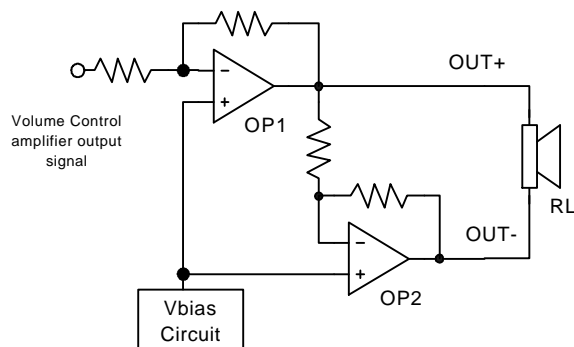 Volume Control
amplifier output
signal
−
+
OP1
OUT+
RL
OUT-
−
+
OP2
Vbias
Circuit